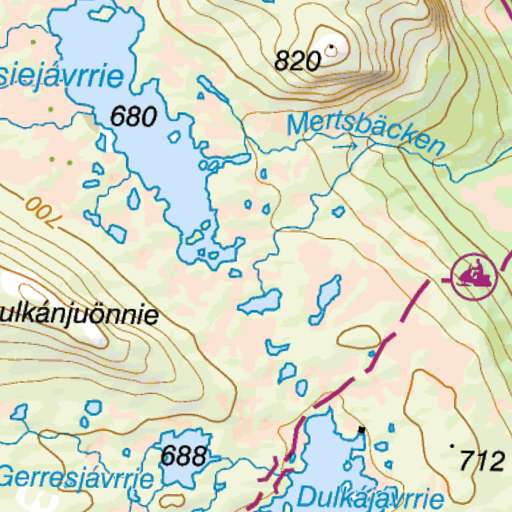 820
siejávrrie
680
Mertsbäcken
700
ulkánjuönnie
688
712
Gerresjávrrie
Dulkájávrrie